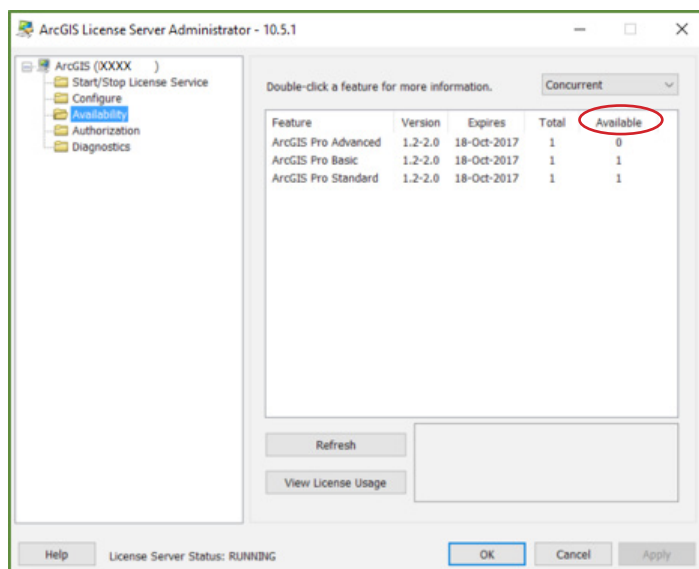 ArcGIS License Server Administrator - 10.5.1
ArcGIS (IXXXX )
Start/Stop License Service
Configure
Availability
Authorization
Diagnostics
Double-click a feature for more information.
Concurrent
Feature Version Expires Total Available
ArcGIS Pro Advanced 1.2-2.0 18-Oct-2017 1 0
ArcGIS Pro Basic 1.2-2.0 18-Oct-2017 1 1
ArcGIS Pro Standard 1.2-2.0 18-Oct-2017 1 1
Refresh
View License Usage
Help License Server Status: RUNNING OK Cancel Apply